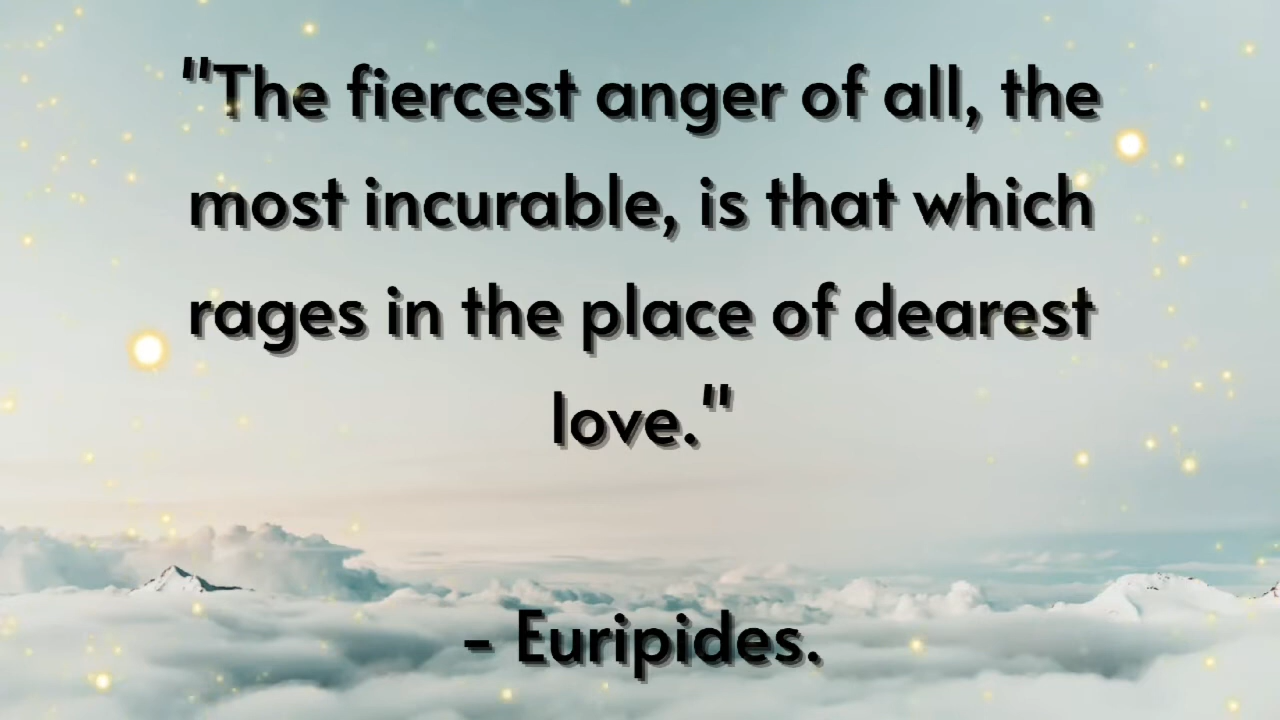 "The fiercest anger of all, the
most incurable, is that which
rages in the place of dearest
love."
- Euripides.